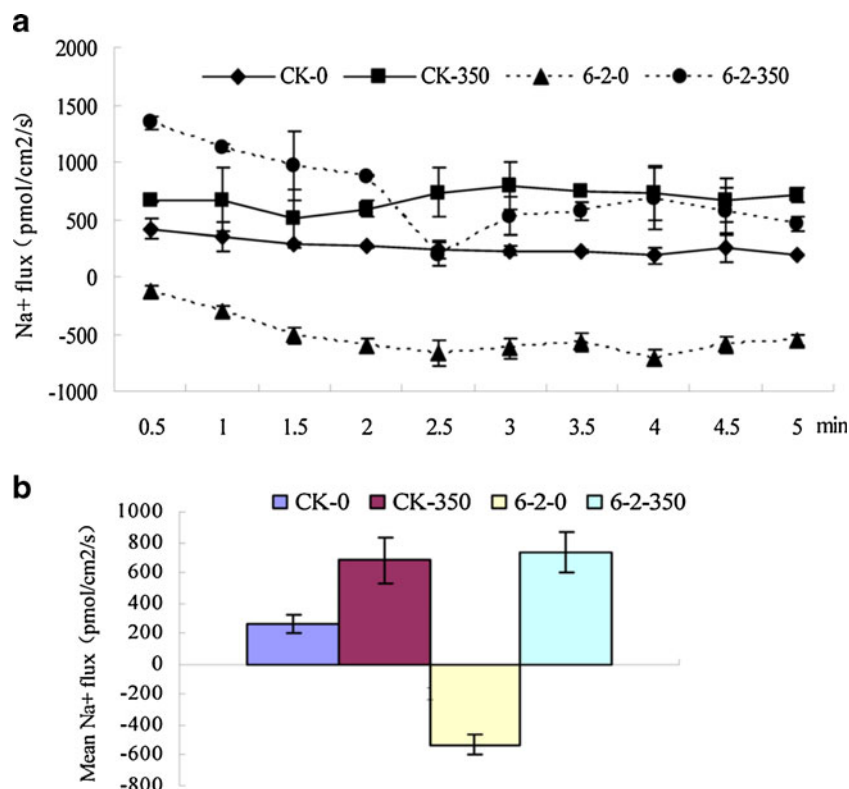 a
2000
1500
1000
500
0
-500
-1000
Na+ flux（pmol/cm2/s）
CK-0 CK-350 6-2-0 6-2-350
0.5 1 1.5 2 2.5 3 3.5 4 4.5 5 min
b
1000
800
600
400
200
0
-200
-400
-600
-800
Mean Na+ flux（pmol/cm2/s）
CK-0 CK-350 6-2-0 6-2-350